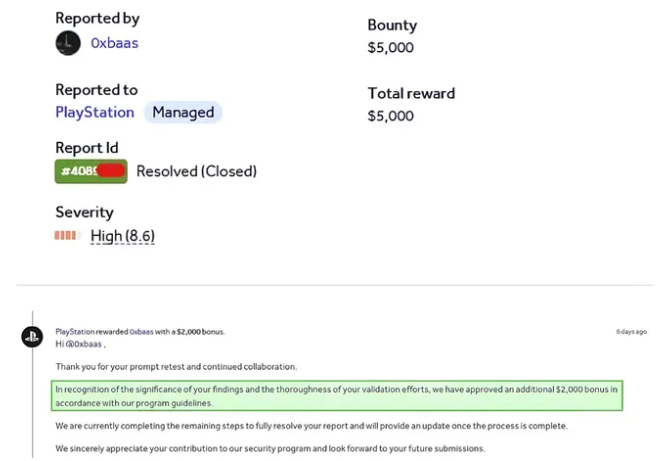 Reported by
0xbaas
Bounty
$5,000
Reported to
PlayStation Managed
Total reward
$5,000
Report Id
#4089
Resolved (Closed)
Severity
High (8.6)
PlayStation rewarded 0xbaas with a $2,000 bonus.
6 days ago
Hi @0xbaas ,
Thank you for your prompt retest and continued collaboration.
In recognition of the significance of your findings and the thoroughness of your validation efforts, we have approved an additional $2,000 bonus in
accordance with our program guidelines.
We are currently completing the remaining steps to fully resolve your report and will provide an update once the process is complete.
We sincerely appreciate your contribution to our security program and look forward to your future submissions.